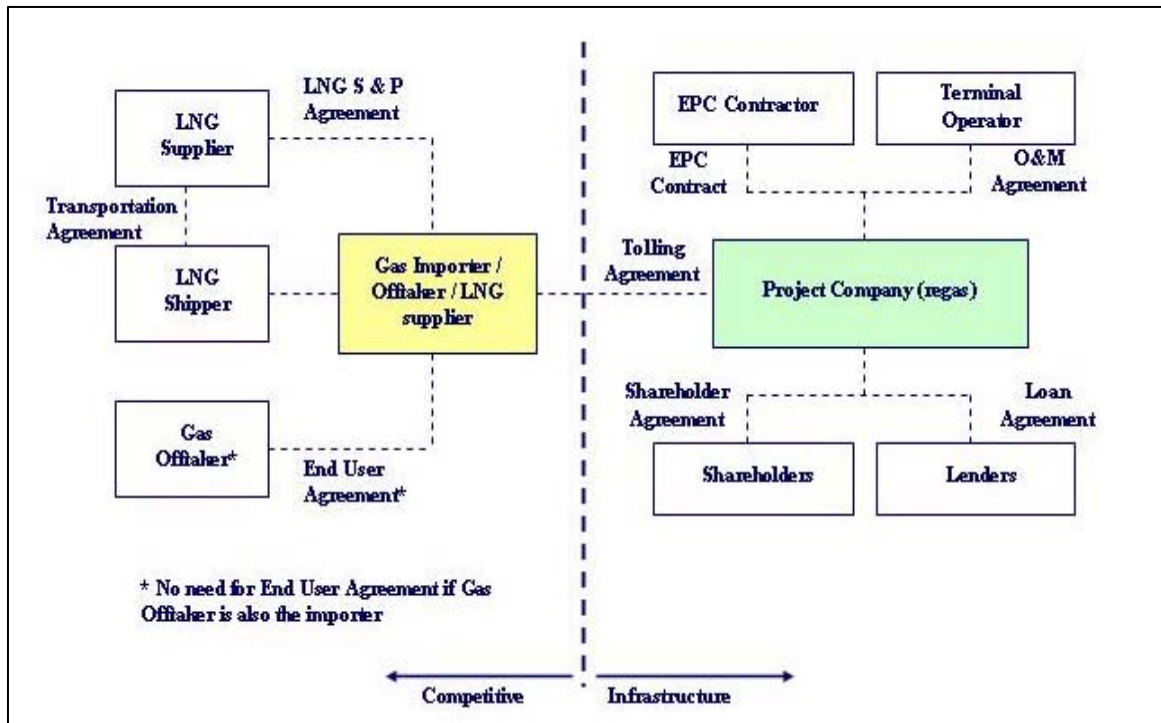 LNG S & P
Agreement
LNG
Supplier
Transportation
Agreement
LNG
Shipper
Gas Importer /
Offtaker / LNG
supplier
Gas
Offtaker*
End User
Agreement*
* No need for End User Agreement if Gas
Offtaker is also the importer
EPC Contractor
Terminal
Operator
EPC
Contract
O&M
Agreement
Tolling
Agreement
Project Company (regas)
Shareholder
Agreement
Loan
Agreement
Shareholders
Lenders
Competitive
Infrastructure